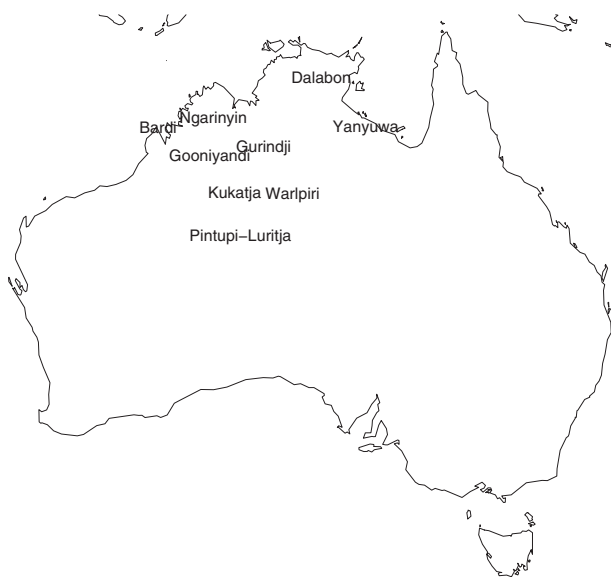 Dalabon
Ngarinyin
Bardi
Yanyuwa
Gurindji
Gooniyandi
Kukatja Warlpiri
Pintupi–Luritja